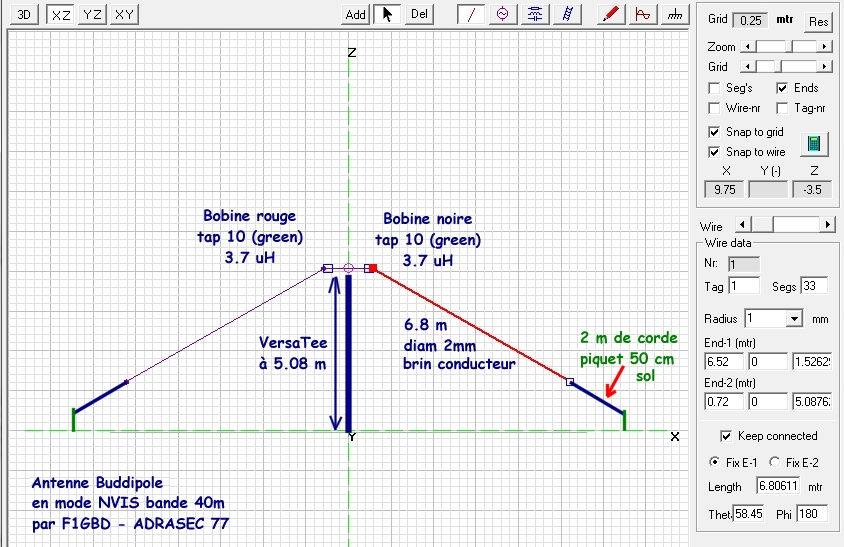 3D XZ YZ XY Add Del
Grid 0.25 mtr Res
Zoom
Grid
Seg's Ends
Wire-nr Tag-nr
Snap to grid
Snap to wire
X Y (-) Z
9.75 -3.5
Wire
Wire data
Nr: 1
Tag 1 Segs 33
Radius 1 mm
End-1 (mtr)
6.52 0 1.5262
End-2 (mtr)
0.72 0 5.0876
Keep connected
Fix E-1 Fix E-2
Length 6.80611 mtr
Thet 58.45 Phi 180
Z
Bobine rouge
tap 10 (green)
3.7 uH
Bobine noire
tap 10 (green)
3.7 uH
VersaTee
à 5.08 m
6.8 m
diam 2mm
brin conducteur
2 m de corde
piquet 50 cm
sol
Y
X
Antenne Buddipole
en mode NVIS bande 40m
par F1GBD - ADRASEC 77